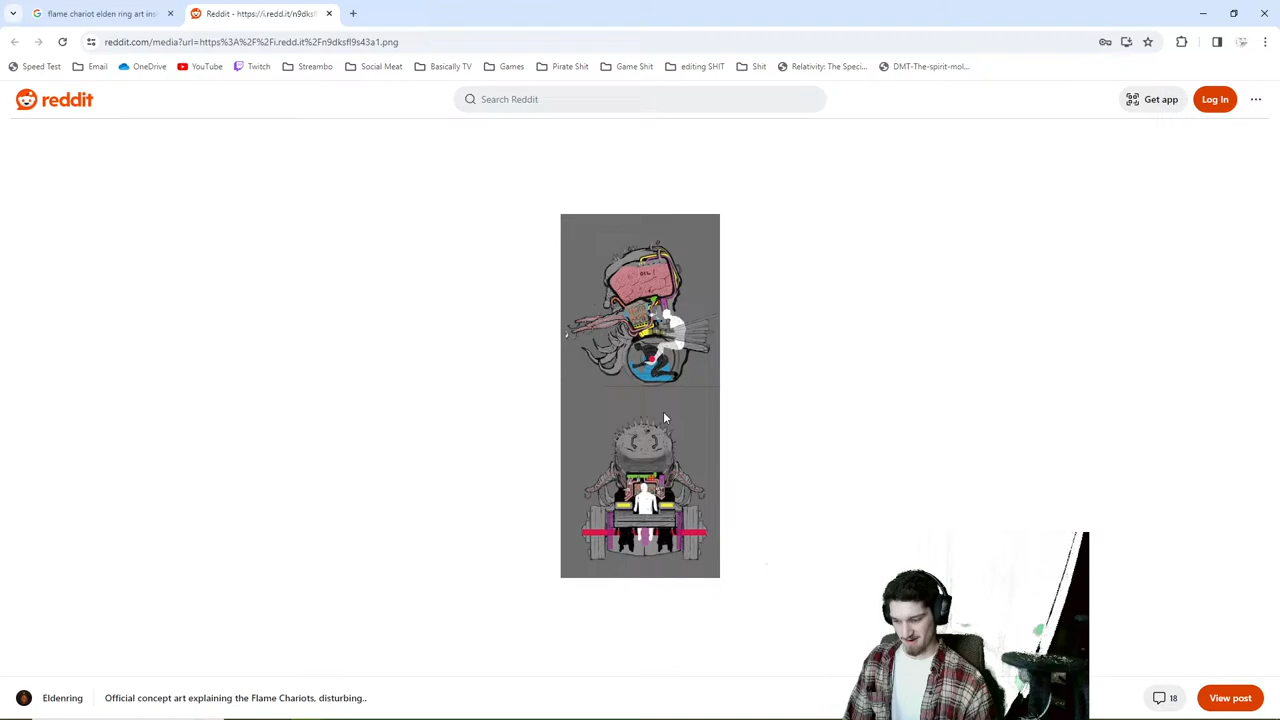 flame chariot elden ring art insi
Reddit - https://i.redd.it/n9dksf
reddit.com/media?url=https%3A%2F%2Fi.redd.it%2Fn9dksfl9s43a1.png
Speed Test
Email
OneDrive
YouTube
Twitch
Streambo
Social Meat
Basically TV
Games
Pirate Shit
Game Shit
editing SHIT
Shit
Relativity: The Speci...
DMT-The-spirit-mol...
reddit
Search Reddit
Get app
Log In
OIL
Eldenring
Official concept art explaining the Flame Chariots, disturbing..
18
View post